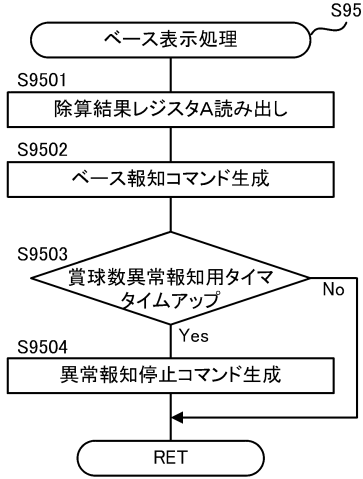 S95
ベース表示処理
S9501
除算結果レジスタA読み出し
S9502
ベース報知コマンド生成
S9503
賞球数異常報知用タイマ
タイムアップ
No
Yes
S9504
異常報知停止コマンド生成
RET